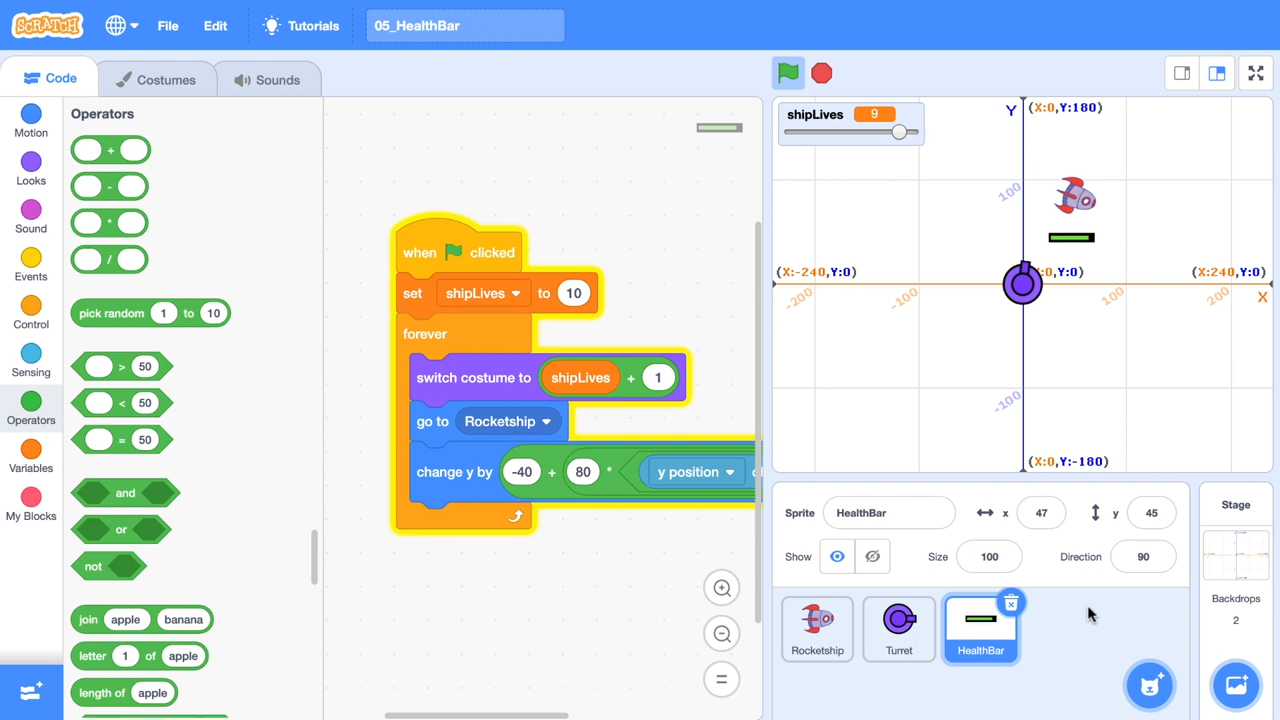 SCRATCH File Edit Tutorials 05_HealthBar
Code Costumes Sounds
Motion
Looks
Sound
Events
Control
Sensing
Operators
Variables
My Blocks
Operators
+
-
*
/
pick random 1 to 10
> 50
< 50
= 50
and
or
not
join apple banana
letter 1 of apple
length of apple
when clicked
set shipLives to 10
forever
switch costume to shipLives + 1
go to Rocketship
change y by -40 + 80 * y position
shipLives 9
Y (X:0,Y:180)
100
(X:-240,Y:0) :0,Y:0) (X:240,Y:0)
-200 -100 100 200 X
-100
(X:0,Y:-180)
Sprite HealthBar x 47 y 45
Show Size 100 Direction 90
Rocketship Turret HealthBar
Stage
Backdrops
2